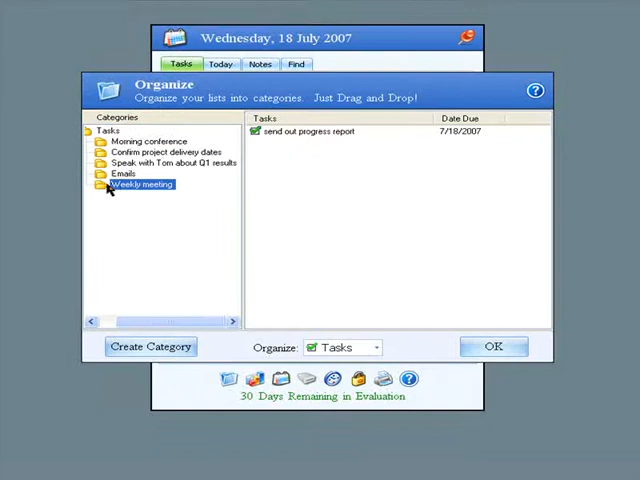 Wednesday, 18 July 2007
Tasks Today Notes Find
Organize
Organize your lists into categories. Just Drag and Drop!
Categories
Tasks
Morning conference
Confirm project delivery dates
Speak with Tom about Q1 results
Emails
Weekly meeting
Tasks Date Due
send out progress report 7/18/2007
Create Category
Organize: Tasks
OK
30 Days Remaining in Evaluation